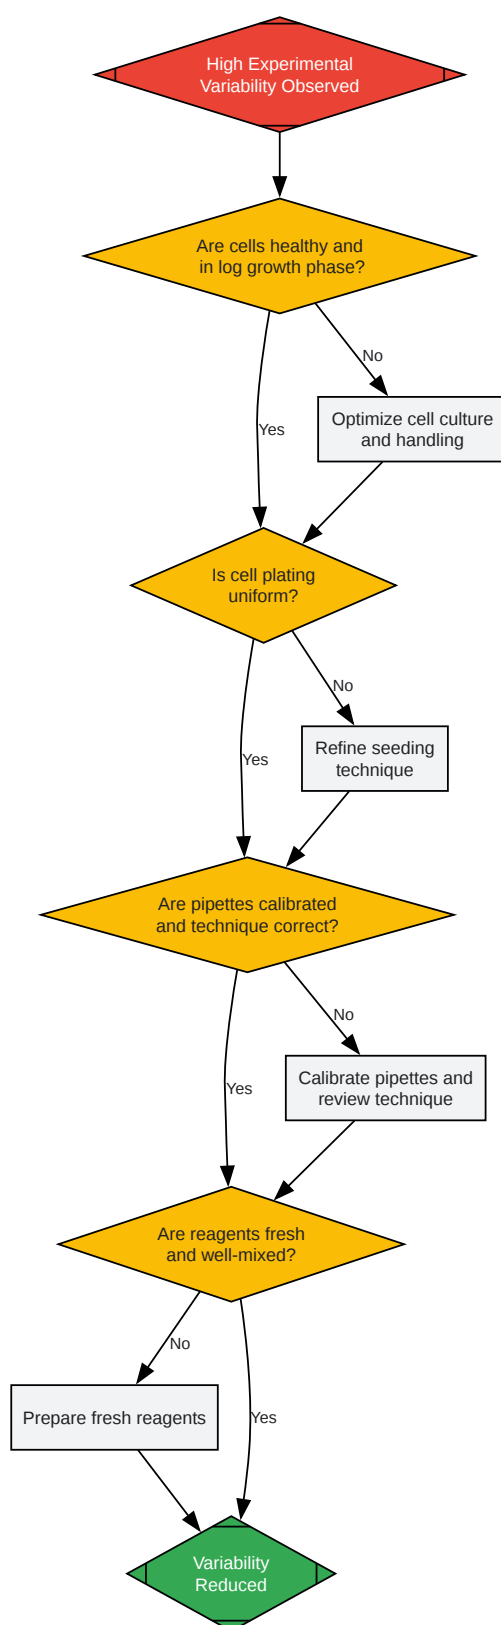 High Experimental
Variability Observed
Are cells healthy and
in log growth phase?
No
Optimize cell culture
and handling
Yes
Is cell plating
uniform?
No
Refine seeding
technique
Yes
Are pipettes calibrated
and technique correct?
No
Calibrate pipettes and
review technique
Yes
Are reagents fresh
and well-mixed?
No
Prepare fresh reagents
Yes
Variability
Reduced